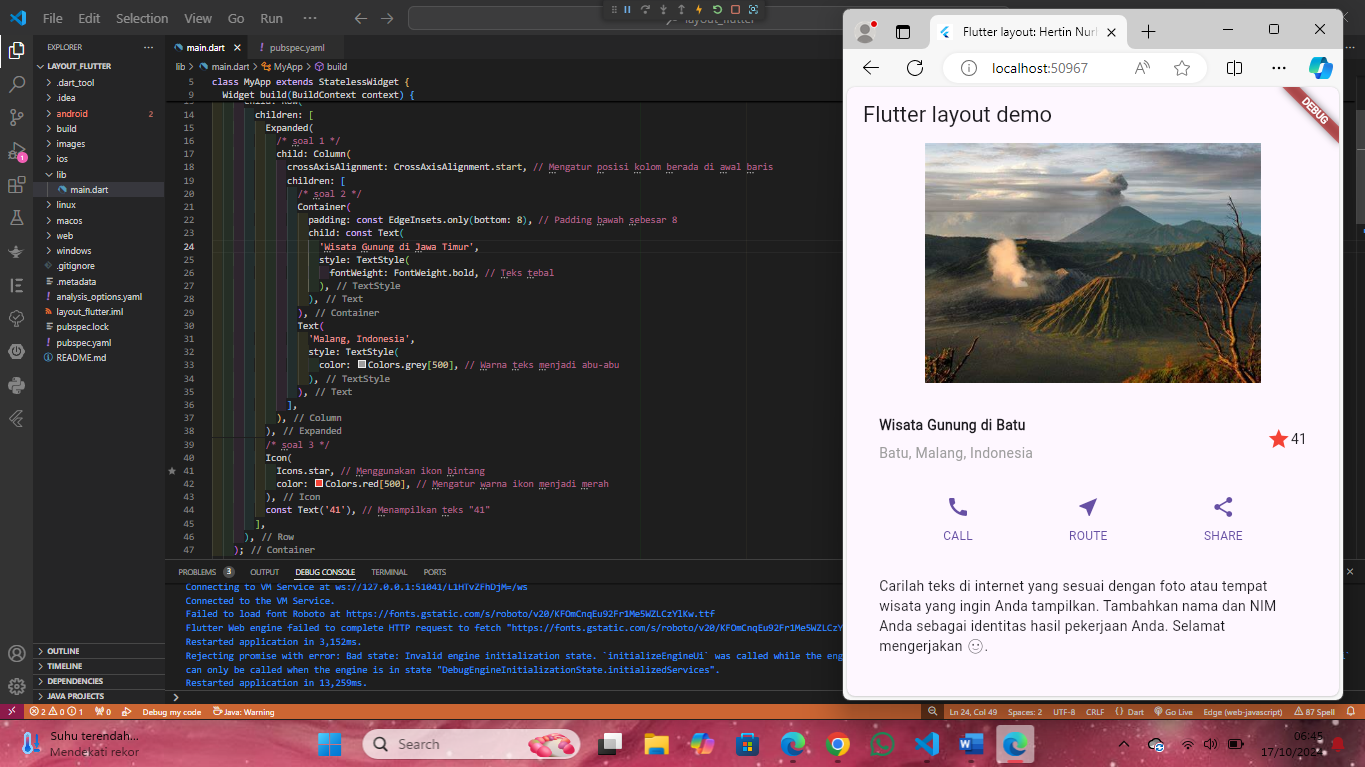 File Edit Selection View Go Run ···
layout_flutter
EXPLORER
LAYOUT_FLUTTER
.dart_tool
.idea
android 2
build
images
ios
lib
main.dart
linux
macos
web
windows
.gitignore
.metadata
analysis_options.yaml
layout_flutter.iml
pubspec.lock
pubspec.yaml
README.md
OUTLINE
TIMELINE
DEPENDENCIES
JAVA PROJECTS
main.dart
pubspec.yaml
lib > main.dart > MyApp > build
5 class MyApp extends StatelessWidget {
9 Widget build(BuildContext context) {
14 children: [
15 Expanded(
16 /* soal 1 */
17 child: Column(
18 crossAxisAlignment: CrossAxisAlignment.start, // Mengatur posisi kolom berada di awal baris
19 children: [
20 /* soal 2 */
21 Container(
22 padding: const EdgeInsets.only(bottom: 8), // Padding bawah sebesar 8
23 child: const Text(
24 'Wisata Gunung di Jawa Timur',
25 style: TextStyle(
26 fontWeight: FontWeight.bold, // Teks tebal
27 ), // TextStyle
28 ), // Text
29 ), // Container
30 Text(
31 'Malang, Indonesia',
32 style: TextStyle(
33 color: Colors.grey[500], // Warna teks menjadi abu-abu
34 ), // TextStyle
35 ), // Text
36 ],
37 ), // Column
38 ), // Expanded
39 /* soal 3 */
40 Icon(
41 Icons.star, // Menggunakan ikon bintang
42 color: Colors.red[500], // Mengatur warna ikon menjadi merah
43 ), // Icon
44 const Text('41'), // Menampilkan teks "41"
45 ],
46 ), // Row
47 ); // Container
PROBLEMS 3 OUTPUT DEBUG CONSOLE TERMINAL PORTS
Connecting to VM Service at ws://127.0.0.1:51041/L1HTvZFhDjM=/ws
Connected to the VM Service.
Failed to load font Roboto at https://fonts.gstatic.com/s/roboto/v20/KFOmCnqEu92Fr1Me5WZLCzYlKw.ttf
Flutter Web engine failed to complete HTTP request to fetch "https://fonts.gstatic.com/s/roboto/v20/KFOmCnqEu92Fr1Me5WZLCzY
Restarted application in 3,152ms.
Rejecting promise with error: Bad state: Invalid engine initialization state. `initializeEngineUi` was called while the eng
can only be called when the engine is in state "DebugEngineInitializationState.initializedServices".
Restarted application in 13,259ms.
2 0 1 0 Debug my code Java: Warning
Ln 24, Col 49 Spaces: 2 UTF-8 CRLF {} Dart Go Live Edge (web-javascript) 87 Spell
Flutter layout: Hertin Nurh
localhost:50967
Flutter layout demo
DEBUG
Wisata Gunung di Batu
41
Batu, Malang, Indonesia
CALL ROUTE SHARE
Carilah teks di internet yang sesuai dengan foto atau tempat
wisata yang ingin Anda tampilkan. Tambahkan nama dan NIM
Anda sebagai identitas hasil pekerjaan Anda. Selamat
mengerjakan 🙂.
Suhu terendah...
Mendekati rekor
Search
06:45
17/10/2024